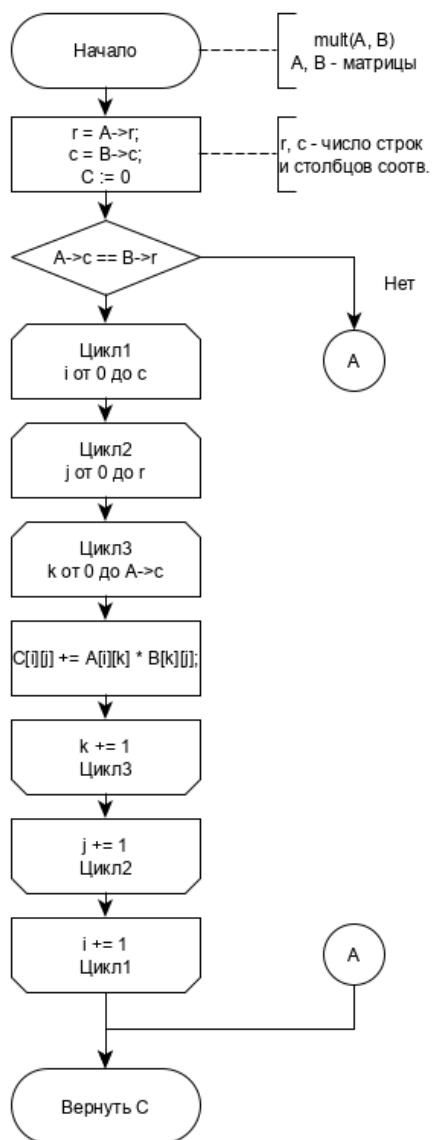 Начало
mult(A, B)
A, B - матрицы
r = A->r;
c = B->c;
C := 0
r, c - число строк
и столбцов соотв.
A->c == B->r
Нет
A
Цикл1
i от 0 до c
Цикл2
j от 0 до r
Цикл3
k от 0 до A->c
C[i][j] += A[i][k] * B[k][j];
k += 1
Цикл3
j += 1
Цикл2
i += 1
Цикл1
A
Вернуть C